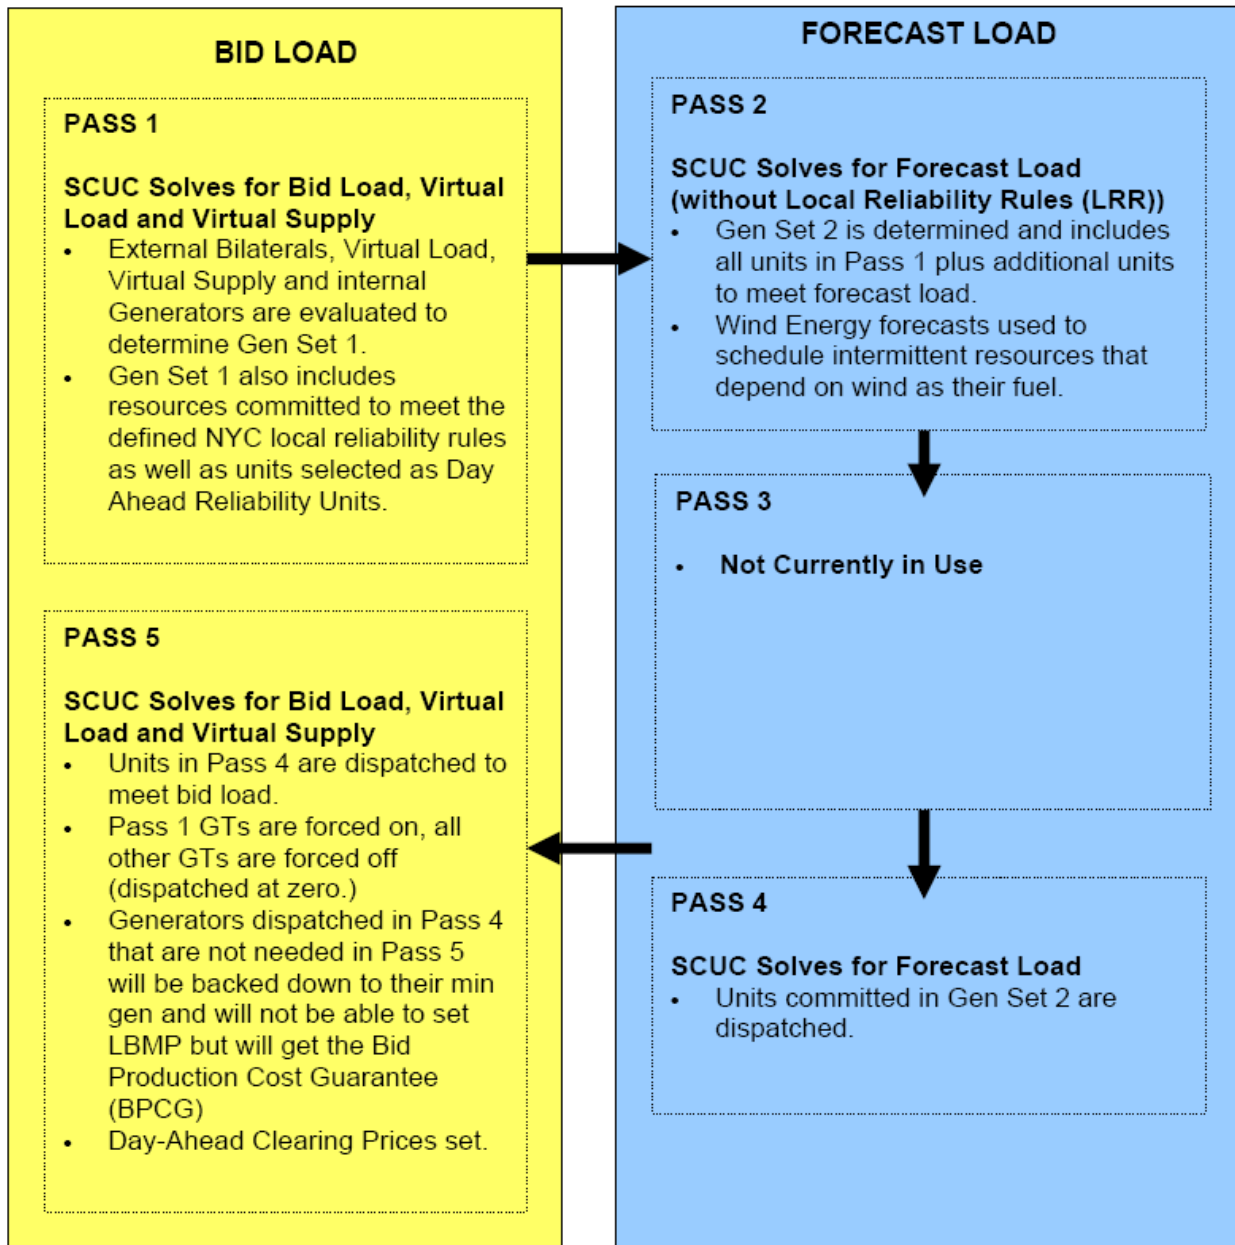 BID LOAD
PASS 1
SCUC Solves for Bid Load, Virtual
Load and Virtual Supply
• External Bilaterals, Virtual Load,
Virtual Supply and internal
Generators are evaluated to
determine Gen Set 1.
• Gen Set 1 also includes
resources committed to meet the
defined NYC local reliability rules
as well as units selected as Day
Ahead Reliability Units.
PASS 5
SCUC Solves for Bid Load, Virtual
Load and Virtual Supply
• Units in Pass 4 are dispatched to
meet bid load.
• Pass 1 GTs are forced on, all
other GTs are forced off
(dispatched at zero.)
• Generators dispatched in Pass 4
that are not needed in Pass 5
will be backed down to their min
gen and will not be able to set
LBMP but will get the Bid
Production Cost Guarantee
(BPCG)
• Day-Ahead Clearing Prices set.
FORECAST LOAD
PASS 2
SCUC Solves for Forecast Load
(without Local Reliability Rules (LRR))
• Gen Set 2 is determined and includes
all units in Pass 1 plus additional units
to meet forecast load.
• Wind Energy forecasts used to
schedule intermittent resources that
depend on wind as their fuel.
PASS 3
• Not Currently in Use
PASS 4
SCUC Solves for Forecast Load
• Units committed in Gen Set 2 are
dispatched.